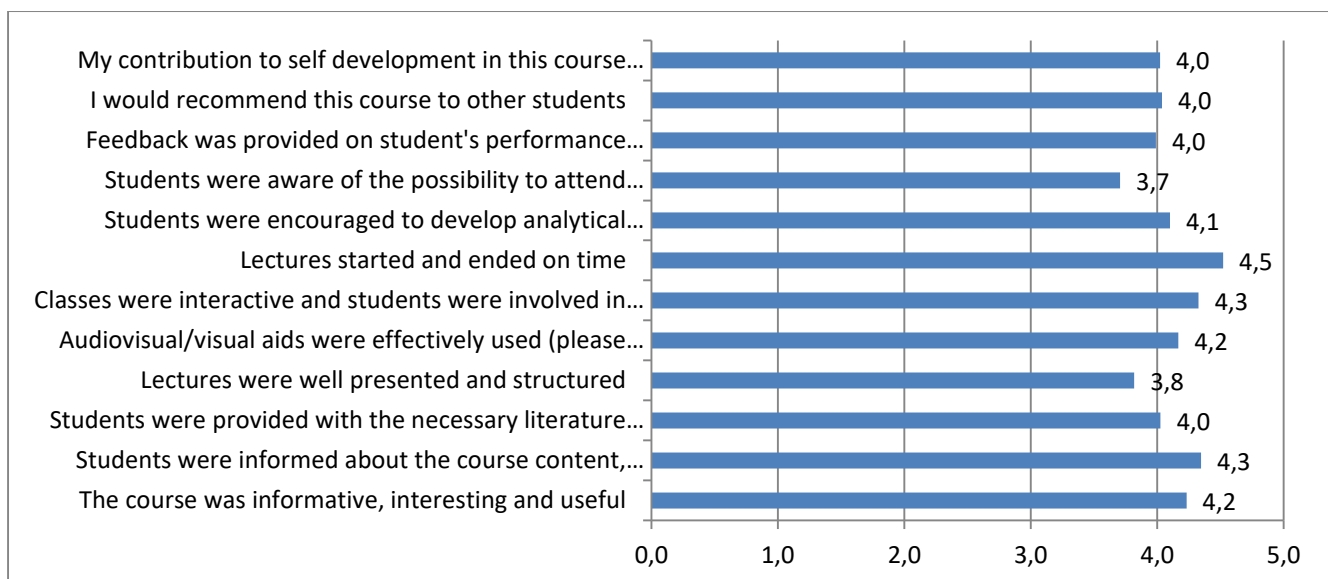 My contribution to self development in this course... 4,0
I would recommend this course to other students 4,0
Feedback was provided on student's performance... 4,0
Students were aware of the possibility to attend... 3,7
Students were encouraged to develop analytical... 4,1
Lectures started and ended on time 4,5
Classes were interactive and students were involved in... 4,3
Audiovisual/visual aids were effectively used (please... 4,2
Lectures were well presented and structured 3,8
Students were provided with the necessary literature... 4,0
Students were informed about the course content,... 4,3
The course was informative, interesting and useful 4,2
0,0 1,0 2,0 3,0 4,0 5,0